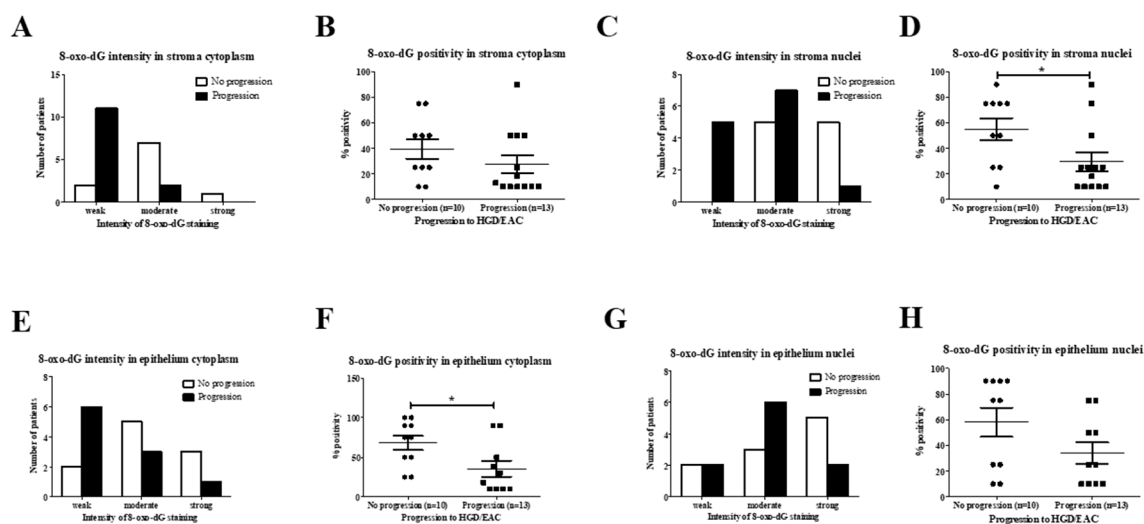 A
8-oxo-dG intensity in stroma cytoplasm
15
10
5
0
Number of patients
No progression
Progression
weak moderate strong
Intensity of 8-oxo-dG staining
B
8-oxo-dG positivity in stroma cytoplasm
100
80
60
40
20
0
% positivity
No progression (n=10) Progression (n=13)
Progression to HGD/EAC
C
8-oxo-dG intensity in stroma nuclei
8
6
4
2
0
Number of patients
No progression
Progression
weak moderate strong
Intensity of 8-oxo-dG staining
D
8-oxo-dG positivity in stroma nuclei
100
80
60
40
20
0
% positivity
*
No progression (n=10) Progression (n=13)
Progression to HGD/EAC
E
8-oxo-dG intensity in epithelium cytoplasm
8
6
4
2
0
Number of patients
No progression
Progression
weak moderate strong
Intensity of 8-oxo-dG staining
F
8-oxo-dG positivity in epithelium cytoplasm
150
100
50
0
% positivity
*
No progression (n=10) Progression (n=13)
Progression to HGD/EAC
G
8-oxo-dG intensity in epithelium nuclei
8
6
4
2
0
Number of patients
No progression
Progression
weak moderate strong
Intensity of 8-oxo-dG staining
H
8-oxo-dG positivity in epithelium nuclei
100
80
60
40
20
0
% positivity
No progression (n=10) Progression (n=13)
Progression to HGD/EAC